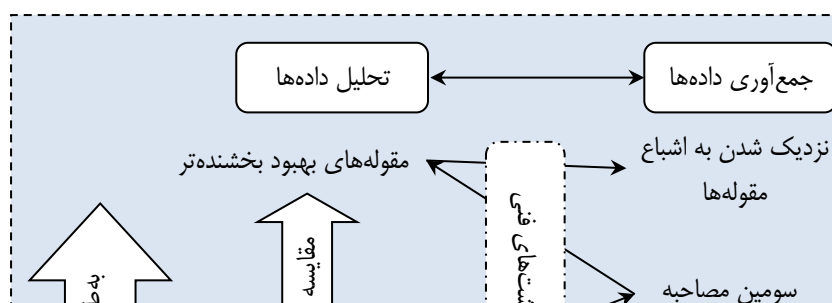 جمع‌آوری داده‌ها
تحلیل داده‌ها
نزدیک شدن به اشباع
مقوله‌ها
مقوله‌های بهبود بخشنده‌تر
فنی
مقایسه
سومین مصاحبه